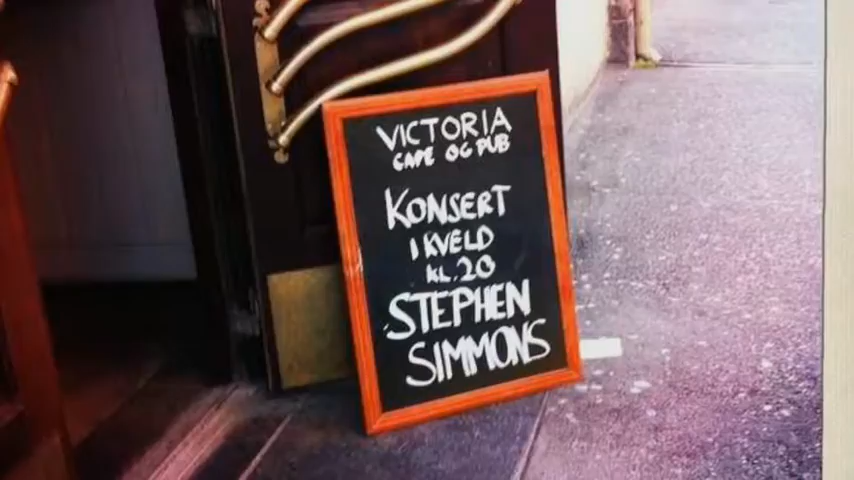 VICTORIA
CAFE OG PUB
KONSERT
I KVELD
KL.20
STEPHEN
SIMMONS